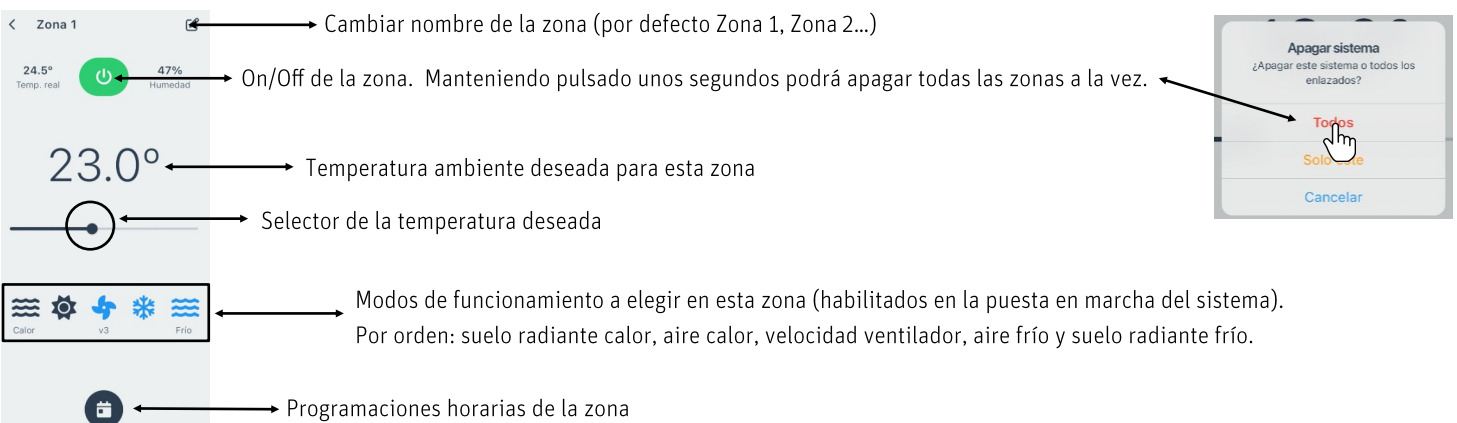 Zona 1
Cambiar nombre de la zona (por defecto Zona 1, Zona 2...)
24.5°
Temp. real
47%
Humedad
On/Off de la zona. Manteniendo pulsado unos segundos podrá apagar todas las zonas a la vez.
Apagar sistema
¿Apagar este sistema o todos los
enlazados?
Todos
Solo este
Cancelar
23.0°
Temperatura ambiente deseada para esta zona
Selector de la temperatura deseada
Calor
v3
Frío
Modos de funcionamiento a elegir en esta zona (habilitados en la puesta en marcha del sistema).
Por orden: suelo radiante calor, aire calor, velocidad ventilador, aire frío y suelo radiante frío.
Programaciones horarias de la zona